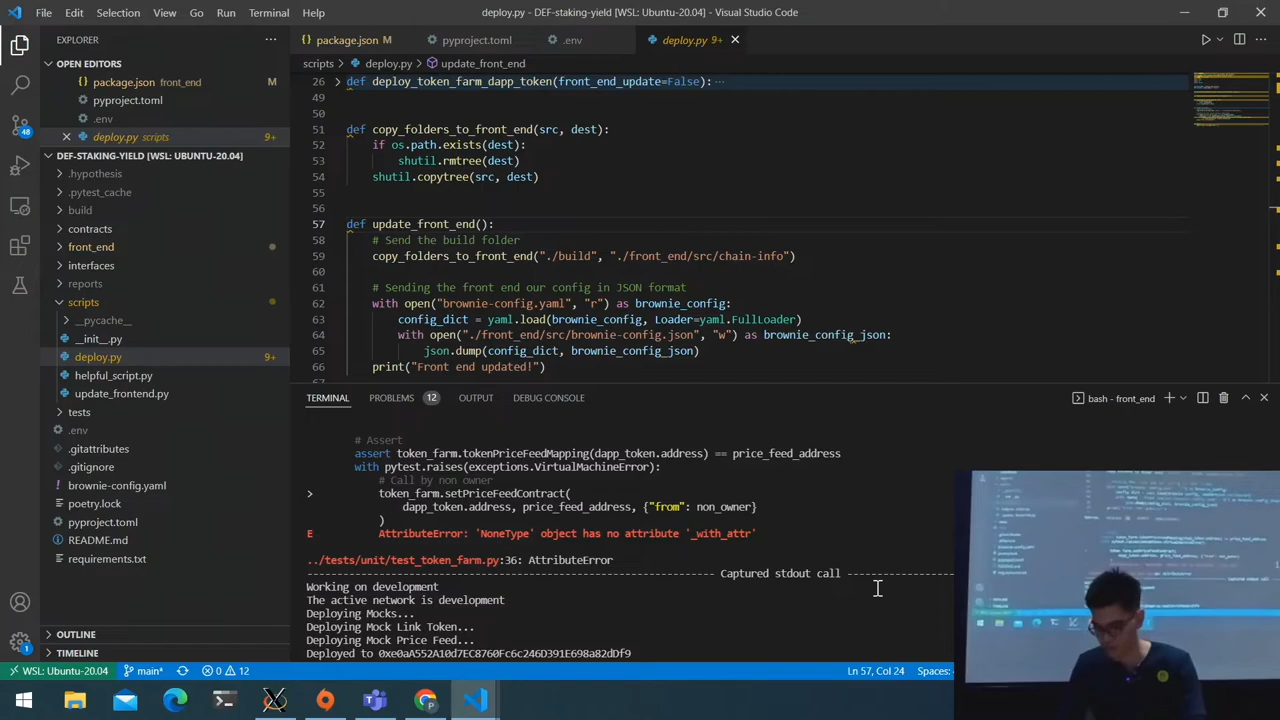 File Edit Selection View Go Run Terminal Help
deploy.py - DEF-staking-yield [WSL: Ubuntu-20.04] - Visual Studio Code
EXPLORER
OPEN EDITORS
package.json front_end M
pyproject.toml
.env
deploy.py scripts 9+
48
DEF-STAKING-YIELD [WSL: UBUNTU-20.04]
.hypothesis
.pytest_cache
build
contracts
front_end
interfaces
reports
scripts
__pycache__
__init__.py
deploy.py 9+
helpful_script.py
update_frontend.py
tests
.env
.gitattributes
.gitignore
brownie-config.yaml
poetry.lock
pyproject.toml
README.md
requirements.txt
OUTLINE
TIMELINE
1
package.json M pyproject.toml .env deploy.py 9+
scripts > deploy.py > update_front_end
26 def deploy_token_farm_dapp_token(front_end_update=False): ...
49
50
51 def copy_folders_to_front_end(src, dest):
52 if os.path.exists(dest):
53 shutil.rmtree(dest)
54 shutil.copytree(src, dest)
55
56
57 def update_front_end():
58 # Send the build folder
59 copy_folders_to_front_end("./build", "./front_end/src/chain-info")
60
61 # Sending the front end our config in JSON format
62 with open("brownie-config.yaml", "r") as brownie_config:
63 config_dict = yaml.load(brownie_config, Loader=yaml.FullLoader)
64 with open("./front_end/src/brownie-config.json", "w") as brownie_config_json:
65 json.dump(config_dict, brownie_config_json)
66 print("Front end updated!")
67
TERMINAL PROBLEMS 12 OUTPUT DEBUG CONSOLE
bash - front_end
# Assert
assert token_farm.tokenPriceFeedMapping(dapp_token.address) == price_feed_address
with pytest.raises(exceptions.VirtualMachineError):
# Call by non owner
> token_farm.setPriceFeedContract(
dapp_token.address, price_feed_address, {"from": non_owner}
)
E AttributeError: 'NoneType' object has no attribute '_with_attr'
Captured stdout call
Working on development
The active network is development
Deploying Mocks...
Deploying Mock Link Token...
Deploying Mock Price Feed...
Deployed to 0xe0aA552A10d7EC8760Fc6c246D391E698a82dDf9
WSL: Ubuntu-20.04 main* 0 12 Ln 57, Col 24 Spaces: